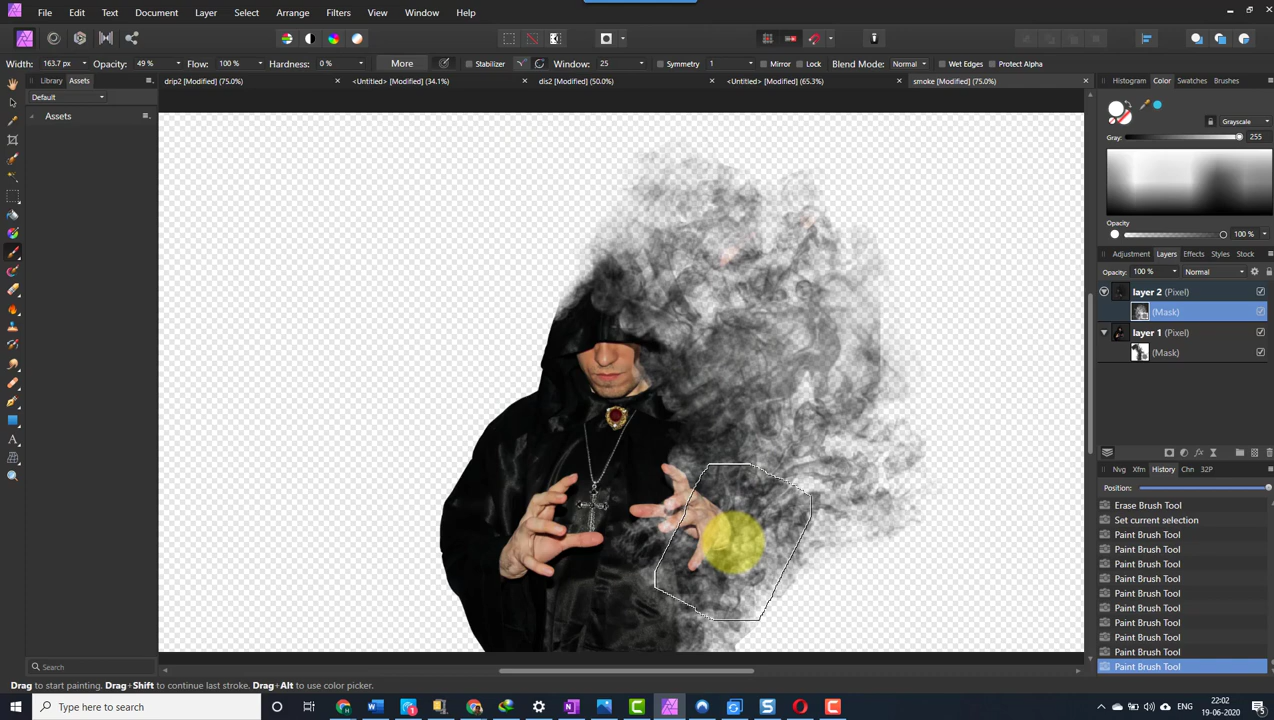 File Edit Text Document Layer Select Arrange Filters View Window Help
Width: 163.7 px Opacity: 49 % Flow: 100 % Hardness: 0 % More Stabilizer Window: 25 Symmetry 1 Mirror Lock Blend Mode: Normal Wet Edges Protect Alpha
Library Assets drip2 [Modified] (75.0%) <Untitled> [Modified] (34.1%) dis2 [Modified] (50.0%) <Untitled> [Modified] (65.3%) smoke [Modified] (75.0%) Histogram Color Swatches Brushes
Default
Assets
Grayscale
Gray: 255
Opacity
100 %
Adjustment Layers Effects Styles Stock
Opacity: 100 % Normal
layer 2 (Pixel)
(Mask)
layer 1 (Pixel)
(Mask)
Nvg Xfm History Chn 32P
Position:
Erase Brush Tool
Set current selection
Paint Brush Tool
Paint Brush Tool
Paint Brush Tool
Paint Brush Tool
Paint Brush Tool
Paint Brush Tool
Paint Brush Tool
Paint Brush Tool
Paint Brush Tool
Paint Brush Tool
Search
Drag to start painting. Drag+Shift to continue last stroke. Drag+Alt to use color picker.
Type here to search
ENG
22:02
19-06-2020